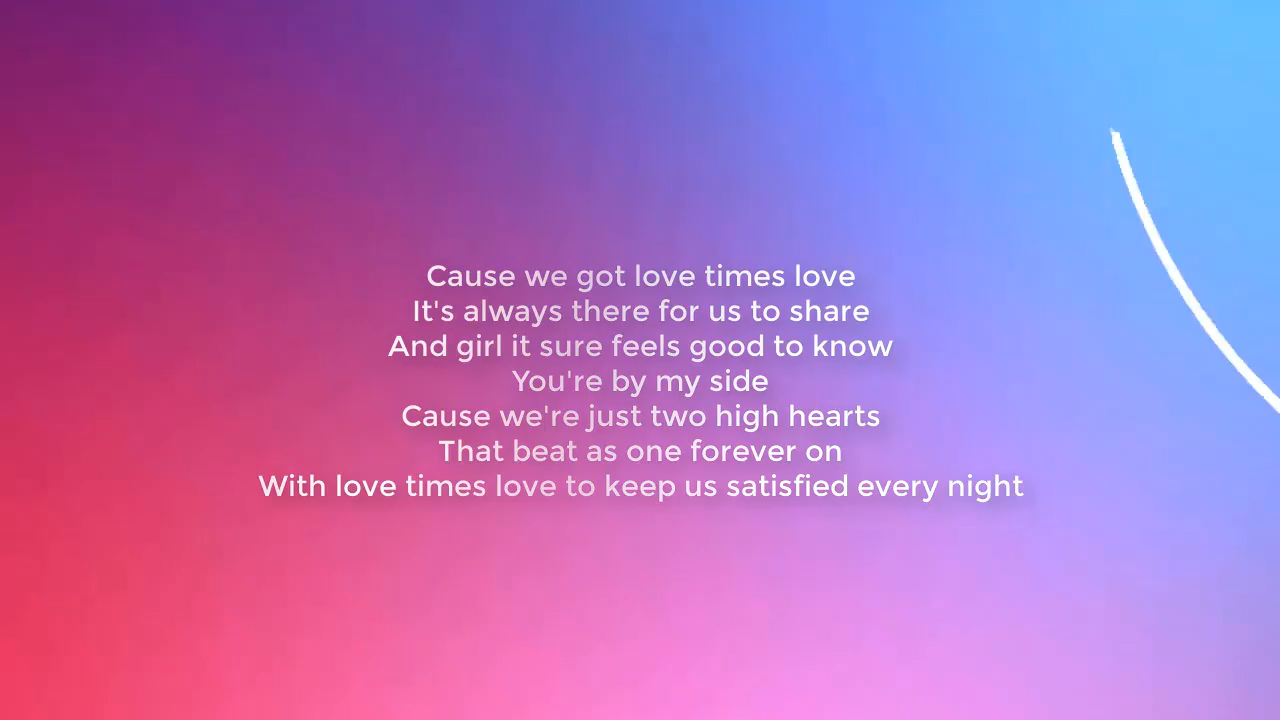 Cause we got love times love
It's always there for us to share
And girl it sure feels good to know
You're by my side
Cause we're just two high hearts
That beat as one forever on
With love times love to keep us satisfied every night